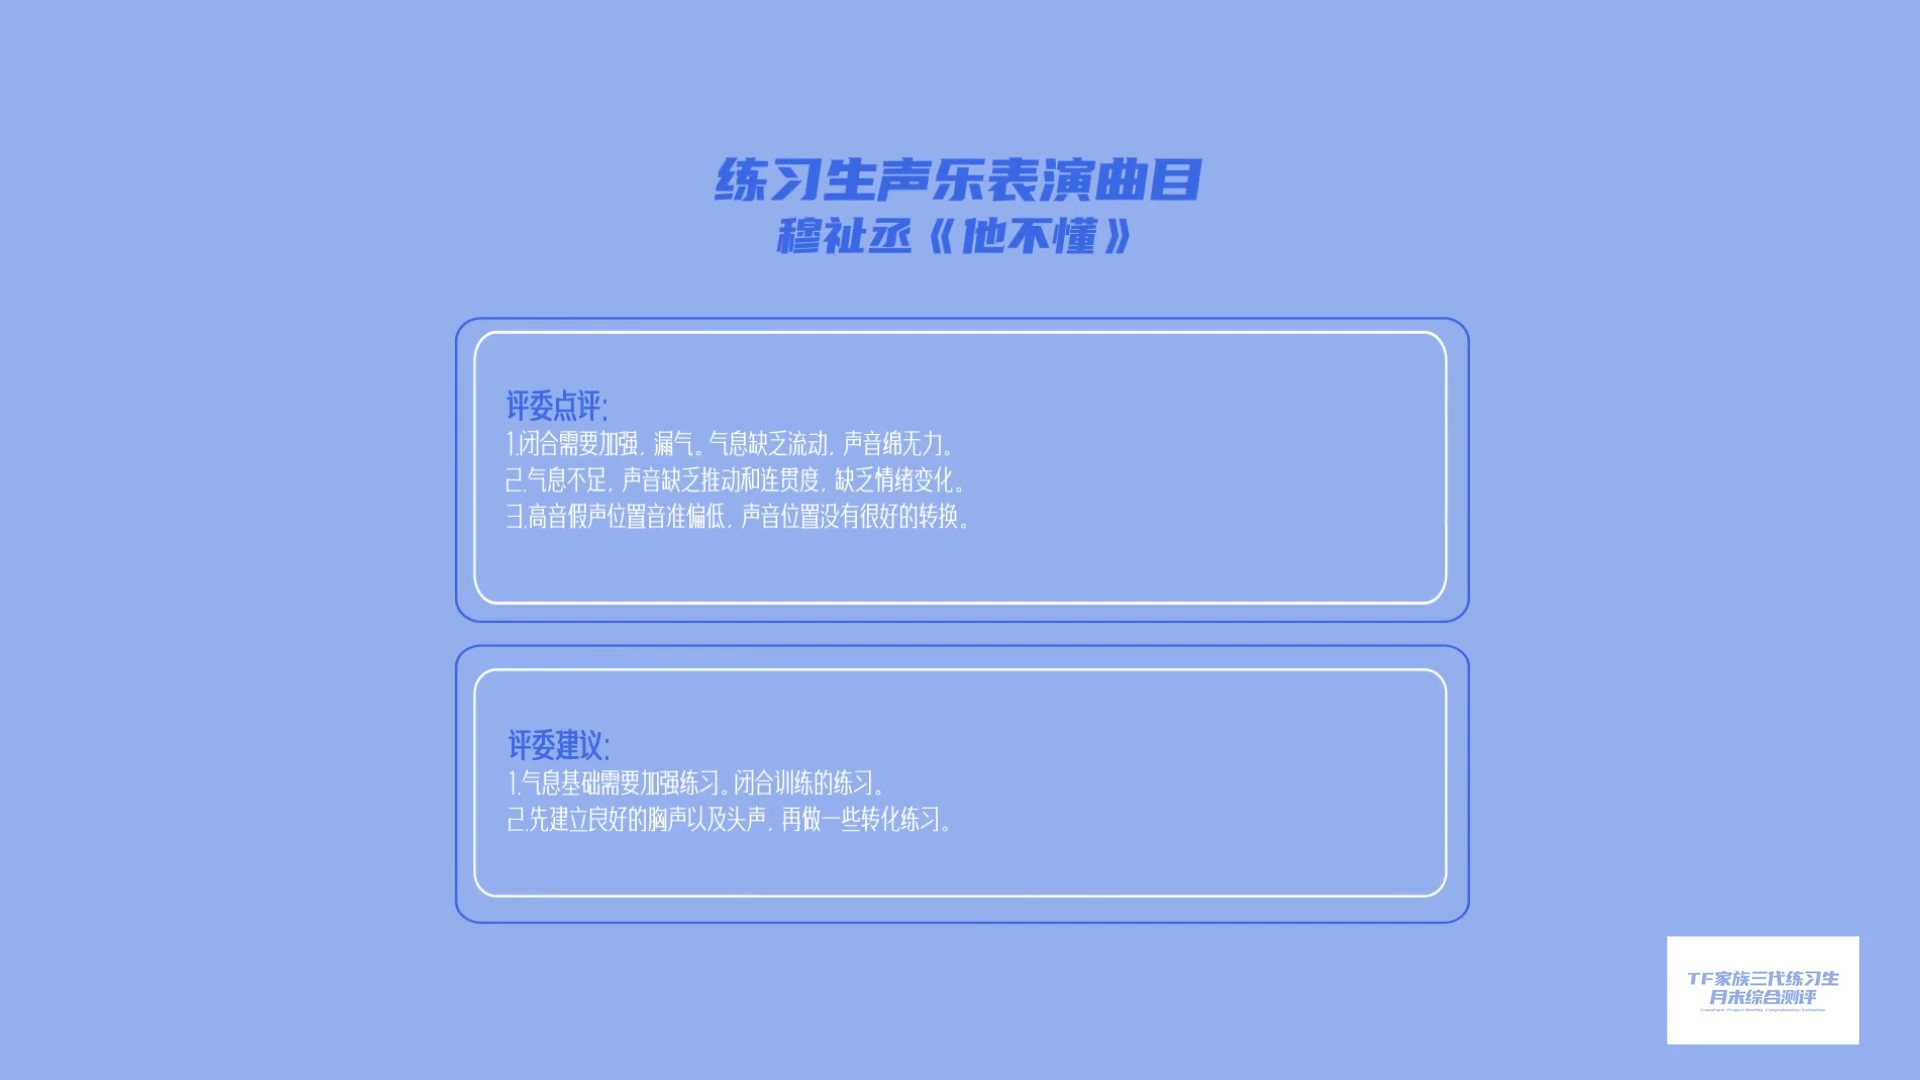 练习生声乐表演曲目
穆祉丞《他不懂》
评委点评:
1.闭合需要加强, 漏气。气息缺乏流动, 声音绵无力。
2.气息不足, 声音缺乏推动和连贯度, 缺乏情绪变化。
3.高音假声位置音准偏低, 声音位置没有很好的转换。
评委建议:
1.气息基础需要加强练习。闭合训练的练习。
2.先建立良好的胸声以及头声, 再做一些转化练习。
TF家族三代练习生
月末综合测评